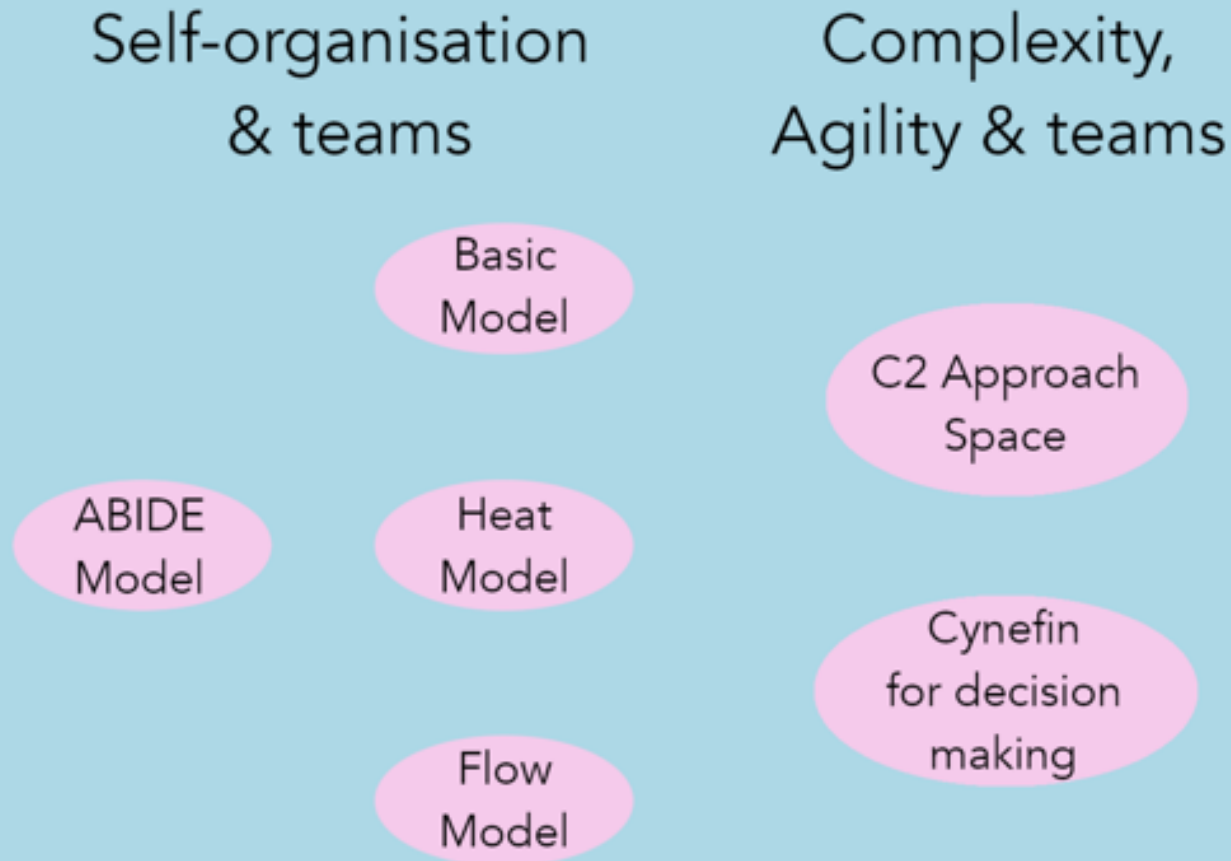 Self-organisation
& teams
Complexity,
Agility & teams
Basic
Model
ABIDE
Model
Heat
Model
Flow
Model
C2 Approach
Space
Cynefin
for decision
making